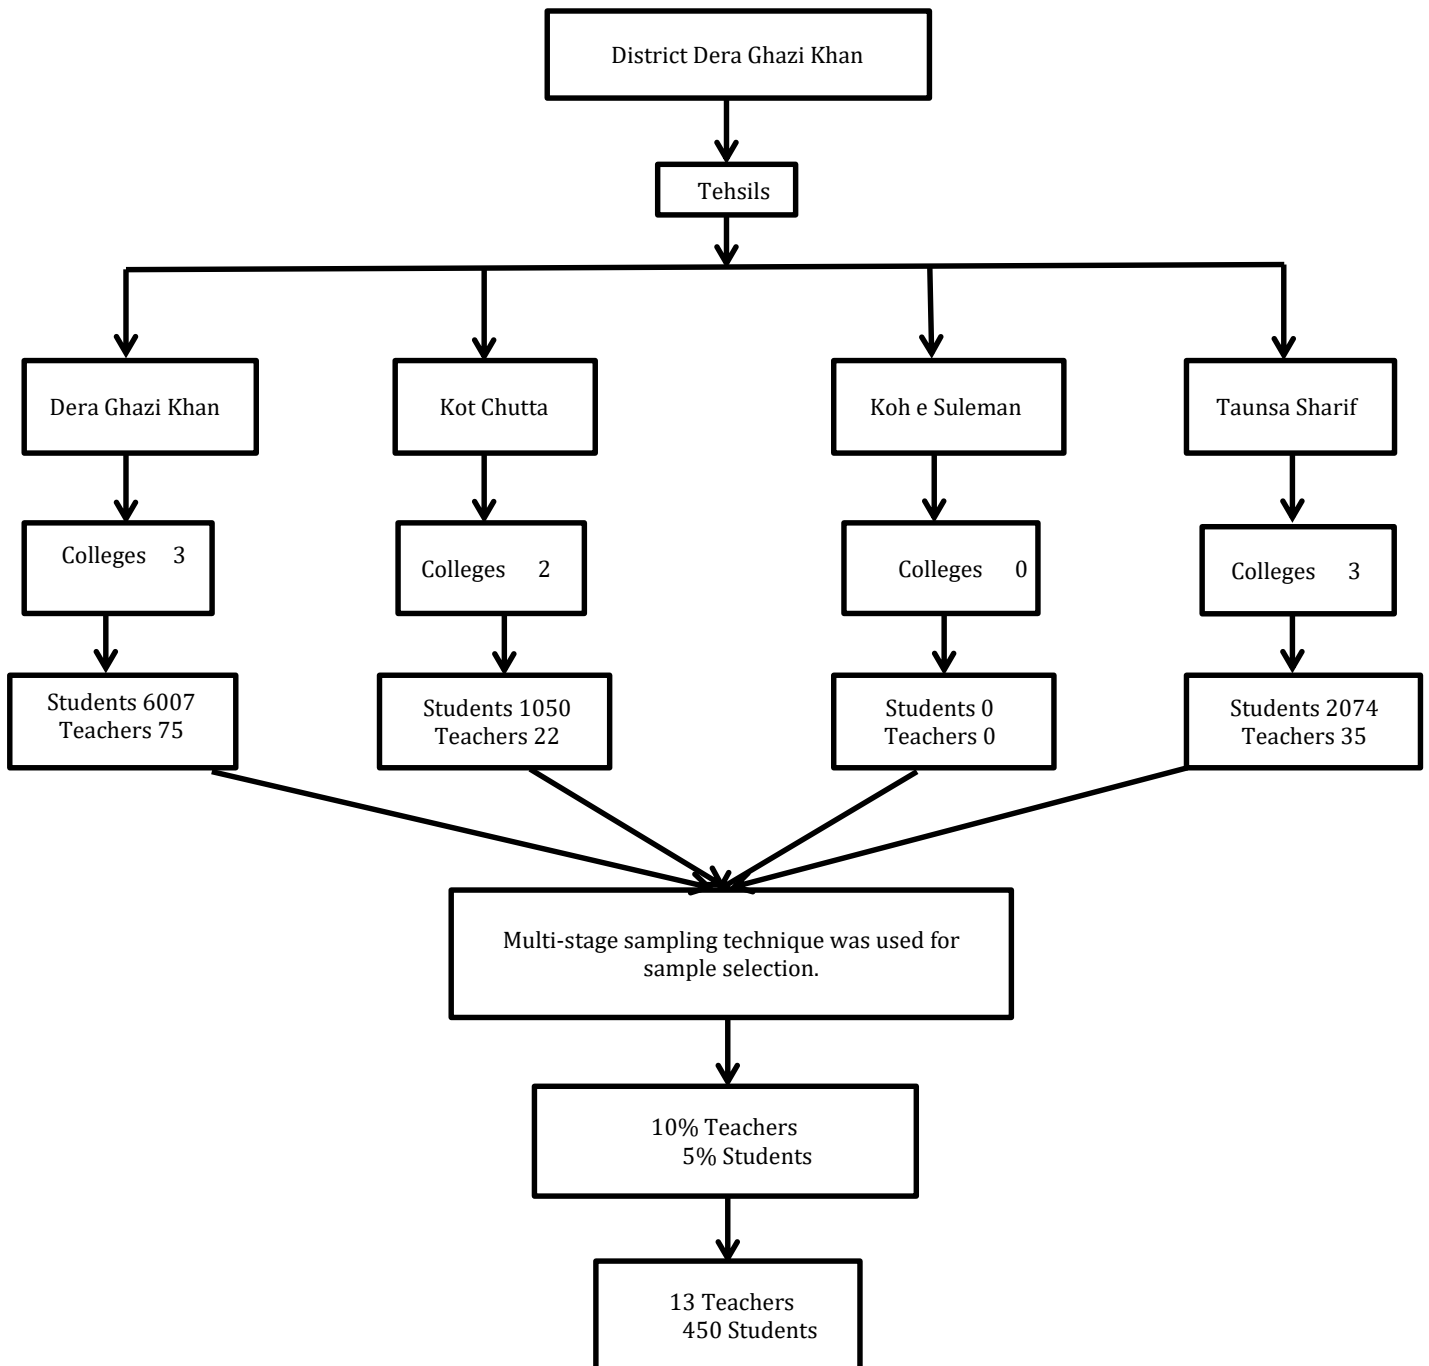 District Dera Ghazi Khan
Tehsils
Dera Ghazi Khan
Kot Chutta
Koh e Suleman
Taunsa Sharif
Colleges 3
Colleges 2
Colleges 0
Colleges 3
Students 6007
Teachers 75
Students 1050
Teachers 22
Students 0
Teachers 0
Students 2074
Teachers 35
Multi-stage sampling technique was used for
sample selection.
10% Teachers
5% Students
13 Teachers
450 Students